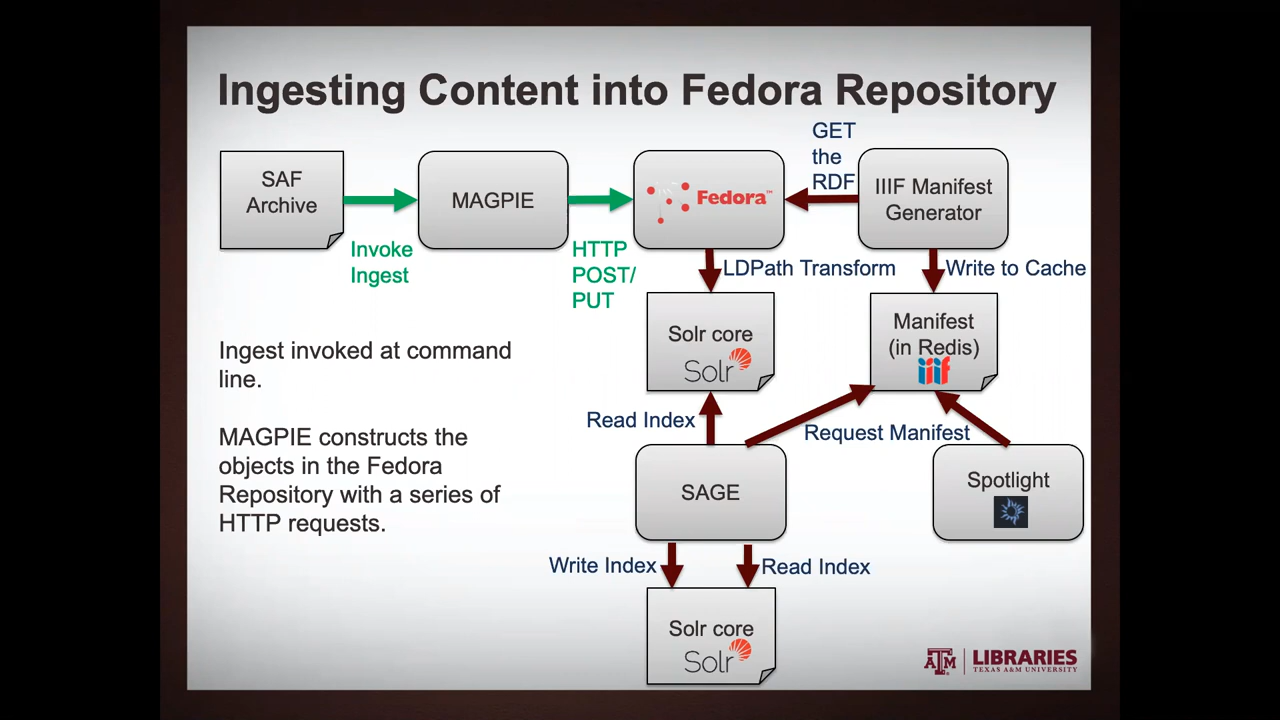 Ingesting Content into Fedora Repository
SAF
Archive
Invoke
Ingest
MAGPIE
HTTP
POST/
PUT
Fedora™
GET
the
RDF
IIIF Manifest
Generator
LDPath Transform
Write to Cache
Solr core
Solr
Manifest
(in Redis)
iiif
Ingest invoked at command
line.
MAGPIE constructs the
objects in the Fedora
Repository with a series of
HTTP requests.
Read Index
Request Manifest
SAGE
Spotlight
Write Index
Read Index
Solr core
Solr
ATM
LIBRARIES
TEXAS A&M UNIVERSITY